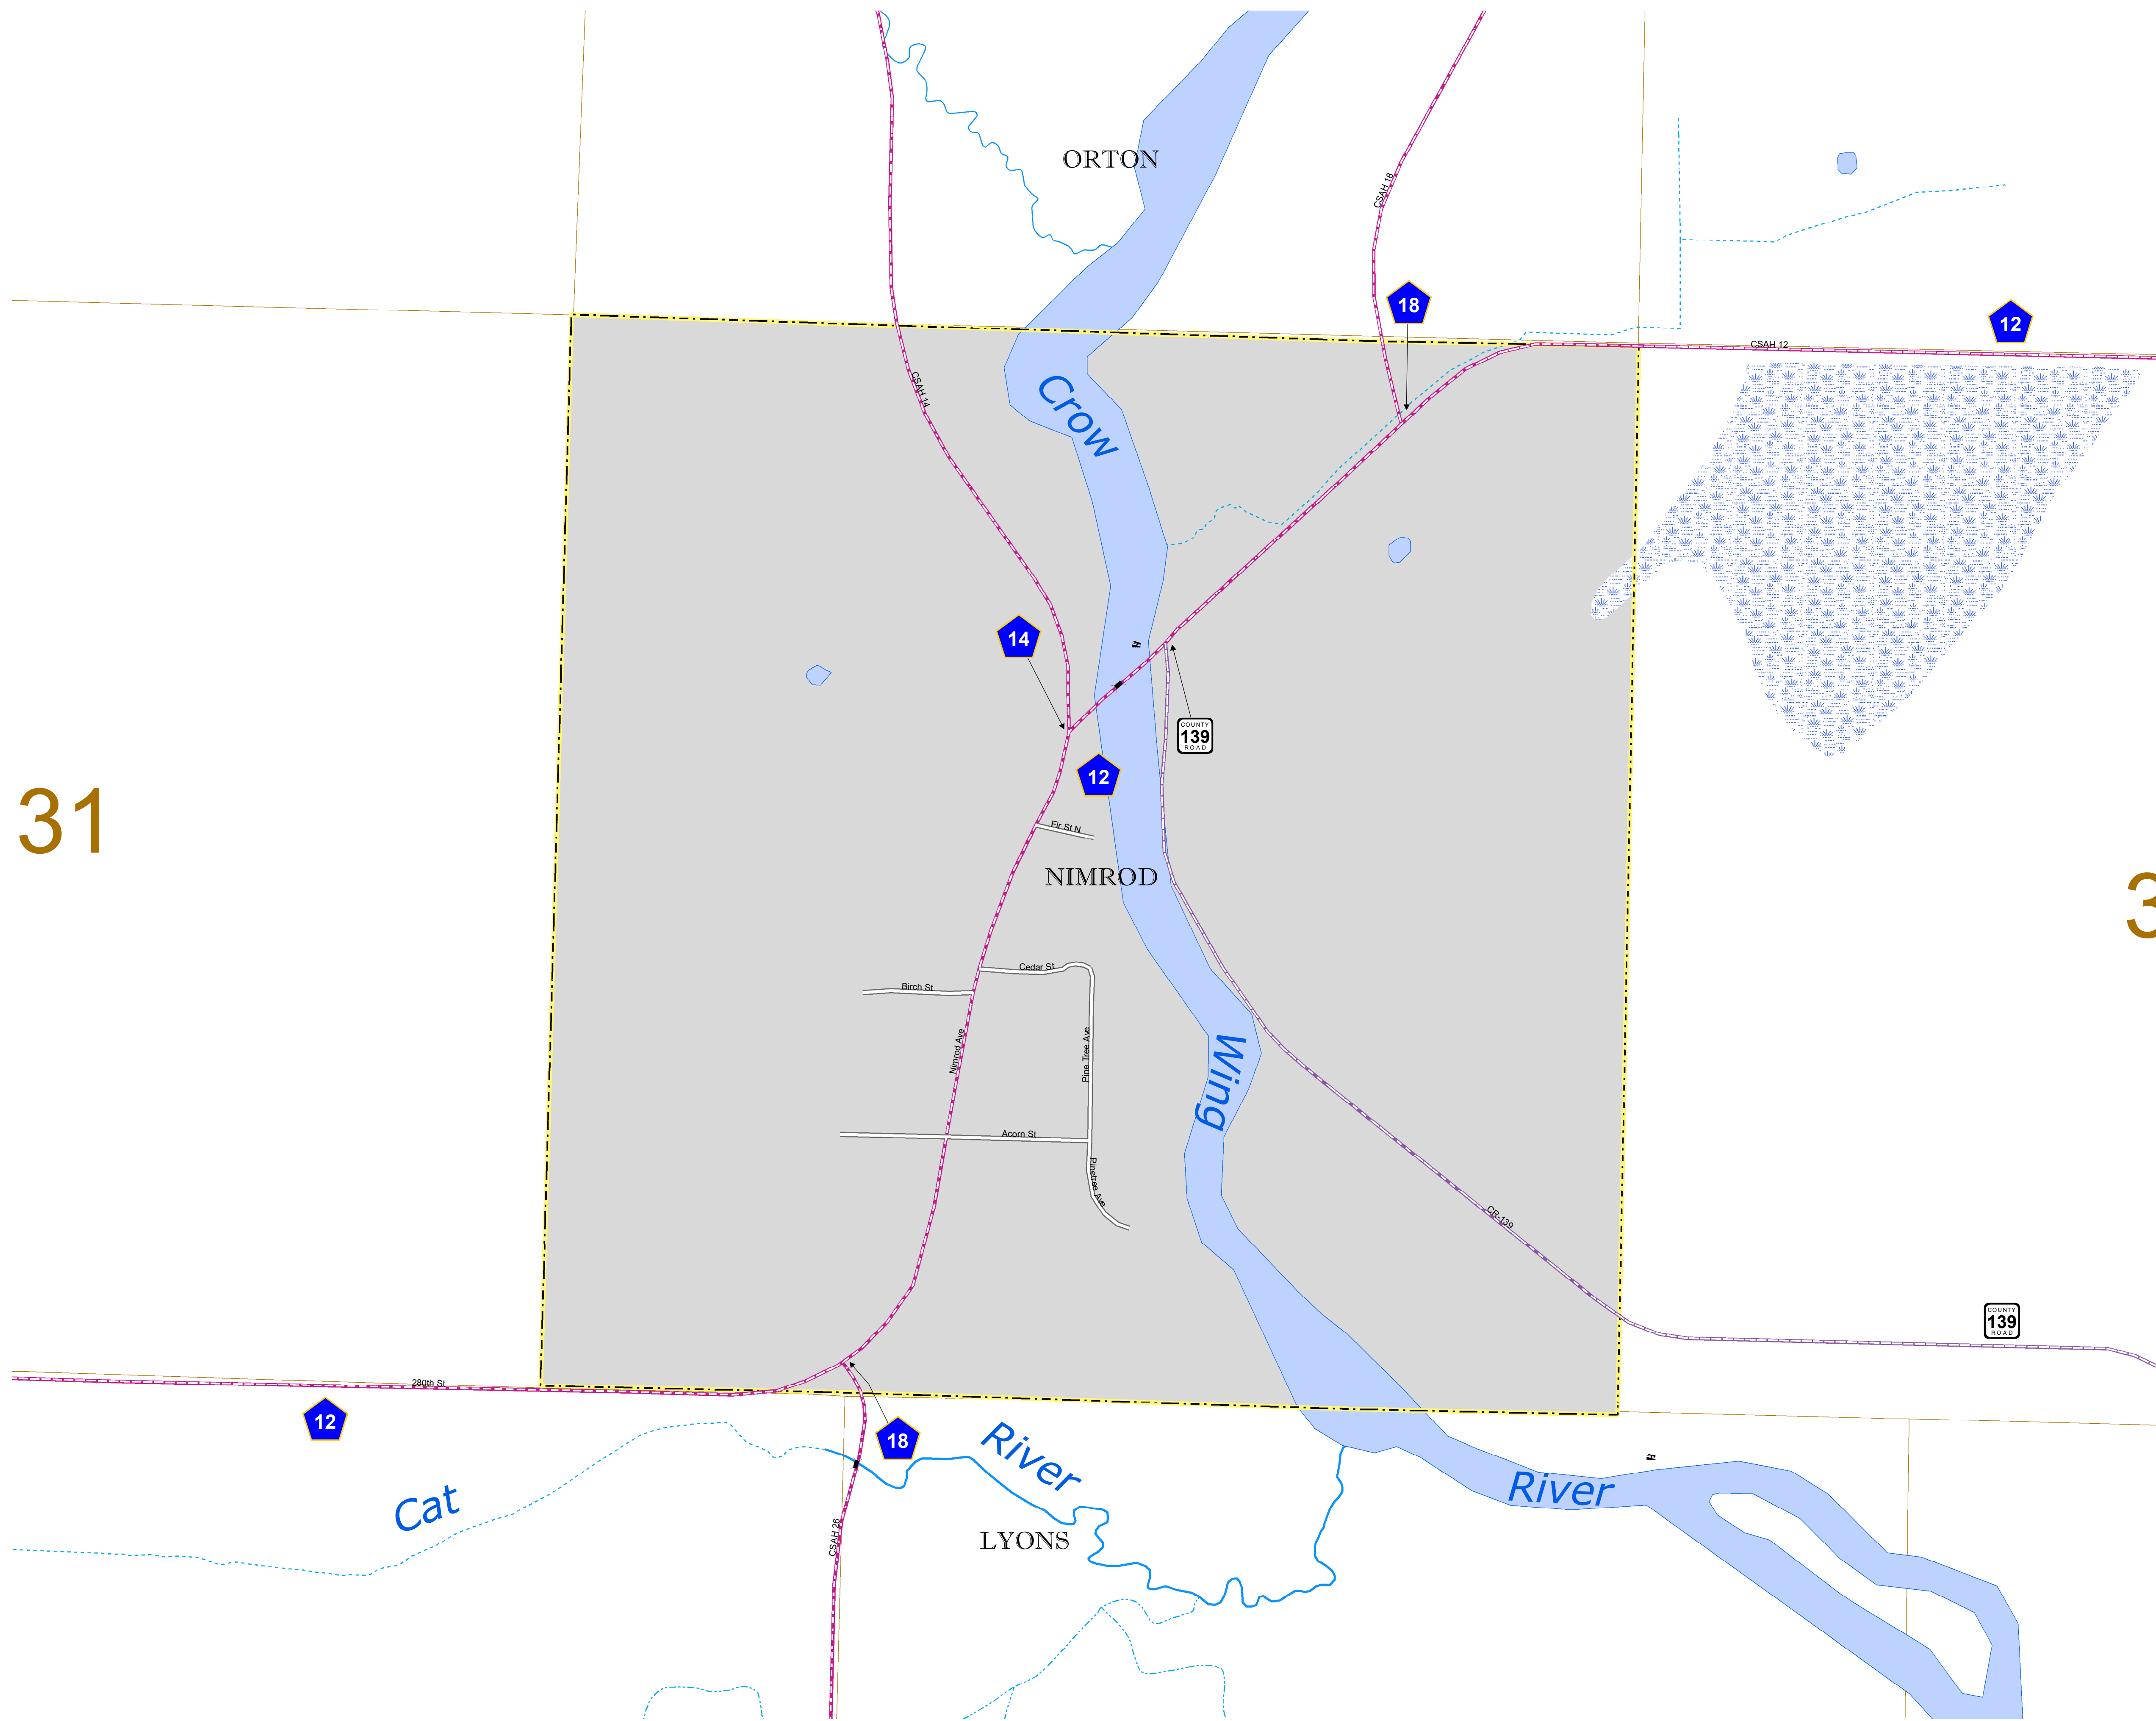 ORTON
CSAH 18
18
12
CSAH 12
CSAH 14
Crow
14
COUNTY
139
ROAD
12
31
Fir St N
NIMROD
3
Cedar St
Birch St
Nimrod Ave
Pine Tree Ave
Wing
Acorn St
Pinetree Ave
CR-139
COUNTY
139
ROAD
280th St
12
18
River
River
Cat
CSAH 26
LYONS